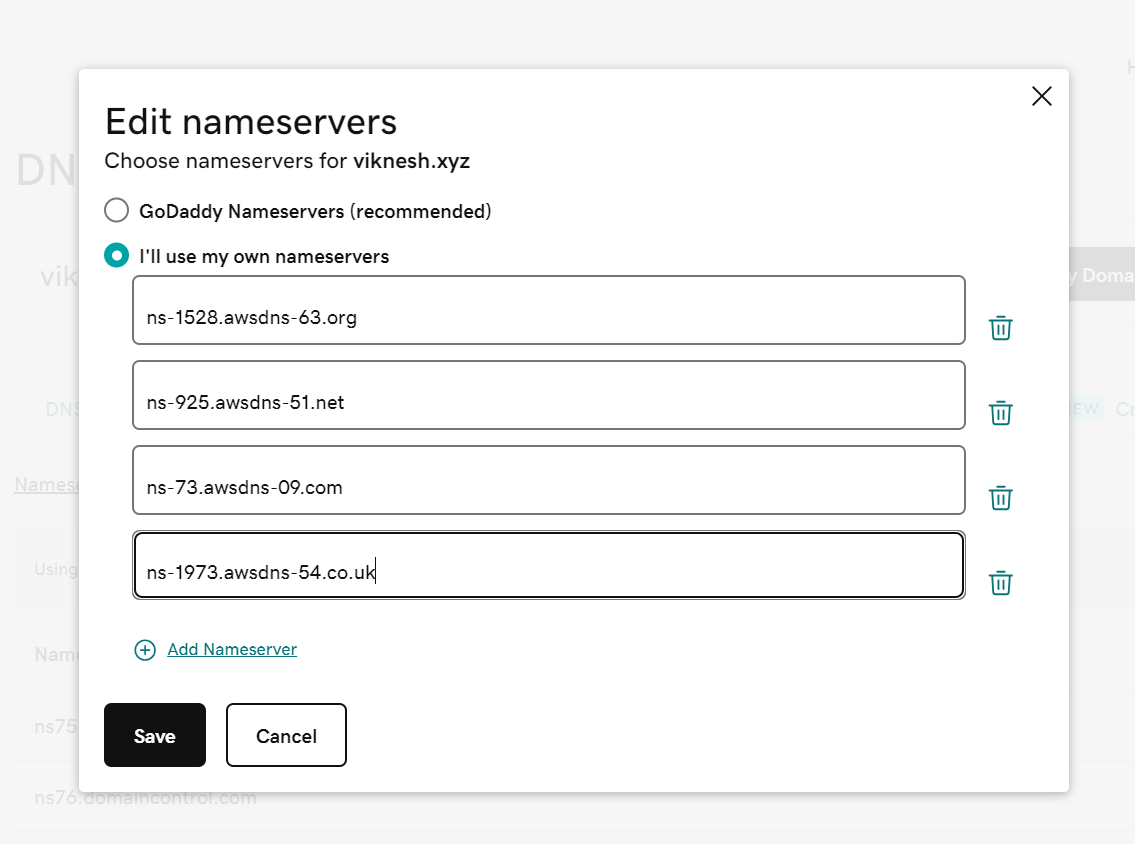 Edit nameservers
Choose nameservers for viknesh.xyz
GoDaddy Nameservers (recommended)
I'll use my own nameservers
ns-1528.awsdns-63.org
ns-925.awsdns-51.net
ns-73.awsdns-09.com
ns-1973.awsdns-54.co.uk
Add Nameserver
Save
Cancel
Using
ns76.domaincontrol.com